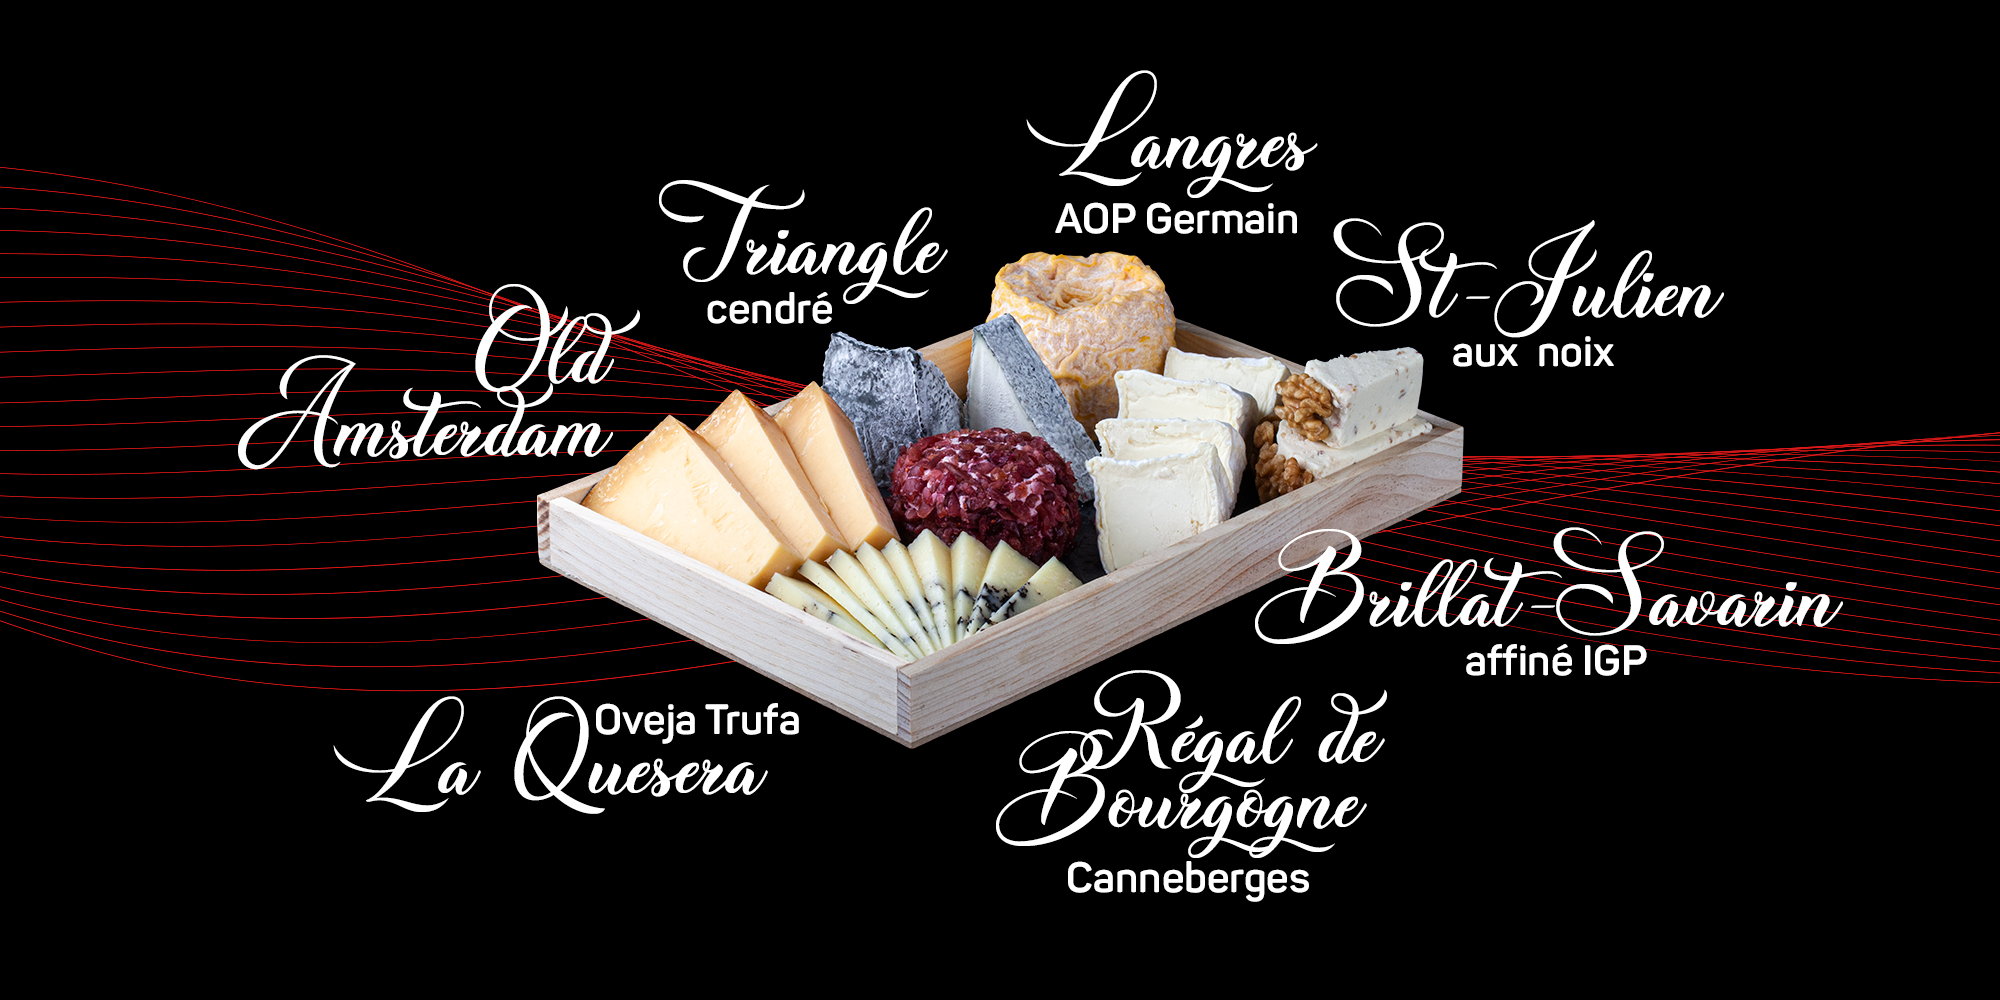 Langres
AOP Germain
Triangle
cendré
St-Julien
aux noix
Old
Amsterdam
Brillat-Savarin
affiné IGP
Oveja Trufa
La Quesera
Régal de
Bourgogne
Canneberges